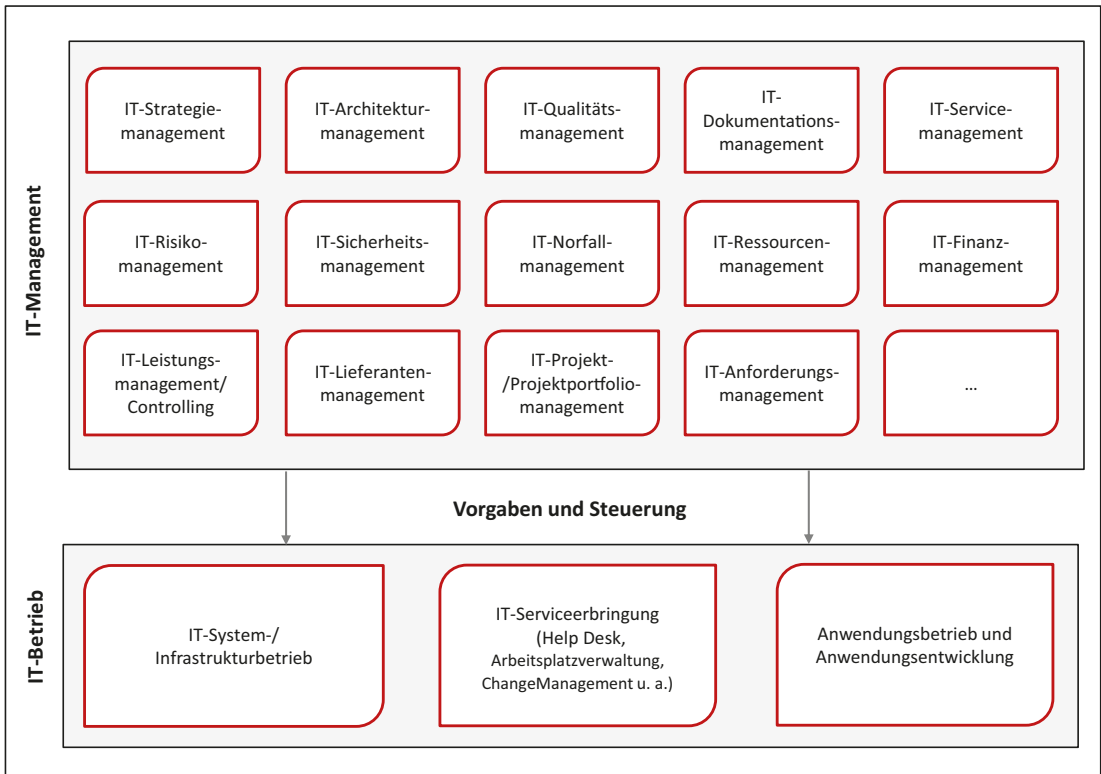 IT-Management
IT-Strategie-
management
IT-Architektur-
management
IT-Qualitäts-
management
IT-
Dokumentations-
management
IT-Service-
management
IT-Risiko-
management
IT-Sicherheits-
management
IT-Norfall-
management
IT-Ressourcen-
management
IT-Finanz-
management
IT-Leistungs-
management/
Controlling
IT-Lieferanten-
management
IT-Projekt-
/Projektportfolio-
management
IT-Anforderungs-
management
...
Vorgaben und Steuerung
IT-Betrieb
IT-System-/
Infrastrukturbetrieb
IT-Serviceerbringung
(Help Desk,
Arbeitsplatzverwaltung,
ChangeManagement u. a.)
Anwendungsbetrieb und
Anwendungsentwicklung